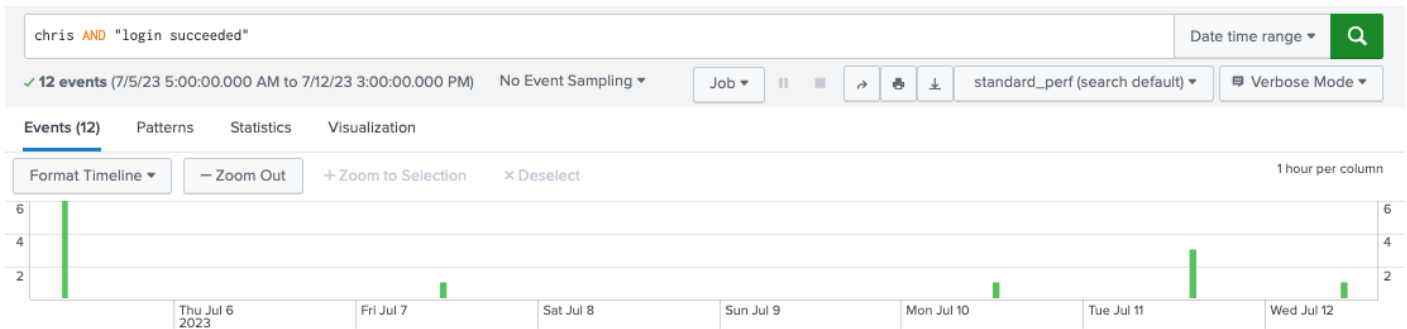 chris AND "login succeeded"
Date time range
12 events (7/5/23 5:00:00.000 AM to 7/12/23 3:00:00.000 PM)
No Event Sampling
Job
standard_perf (search default)
Verbose Mode
Events (12)
Patterns
Statistics
Visualization
Format Timeline
— Zoom Out
+ Zoom to Selection
× Deselect
1 hour per column
6
6
4
4
2
2
Thu Jul 6
2023
Fri Jul 7
Sat Jul 8
Sun Jul 9
Mon Jul 10
Tue Jul 11
Wed Jul 12